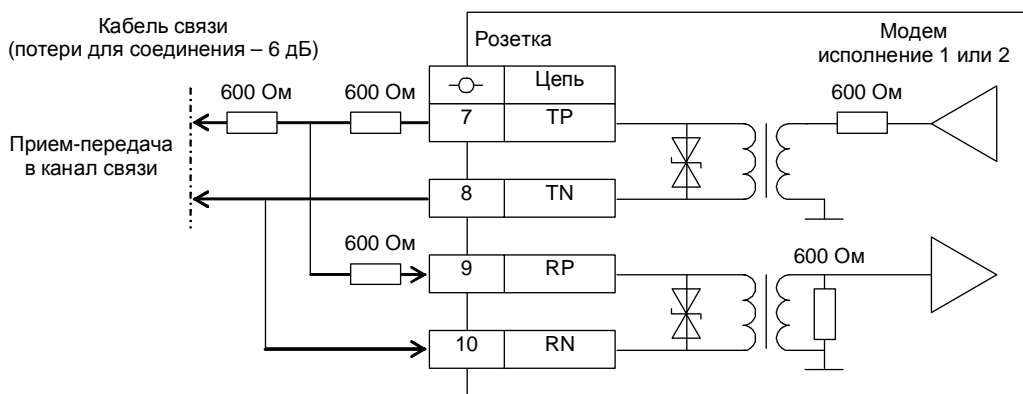 Кабель связи
(потери для соединения – 6 дБ)
Розетка
Модем
исполнение 1 или 2
Цепь
600 Ом
600 Ом
7
TP
600 Ом
Прием-передача
в канал связи
8
TN
600 Ом
9
RP
600 Ом
10
RN